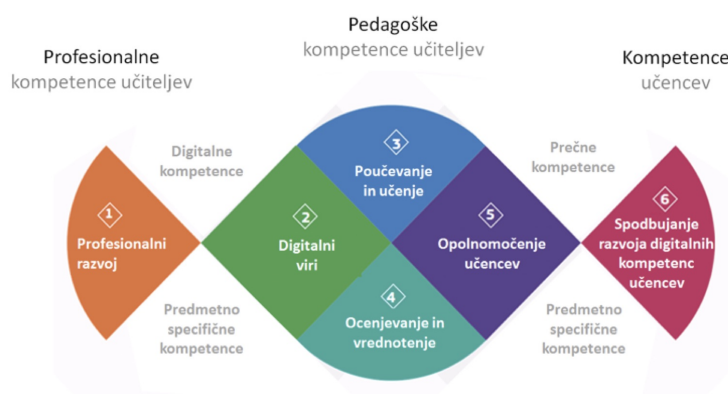 Profesionalne
kompetence učiteljev
Pedagoške
kompetence učiteljev
Kompetence
učencev
Digitalne
kompetence
Prečne
kompetence
1
Profesionalni
razvoj
2
Digitalni
viri
3
Poučevanje
in učenje
4
Ocenjevanje in
vrednotenje
5
Opolnomočenje
učencev
6
Spodbujanje
razvoja digitalnih
kompetenc
učencev
Predmetno
specifične
kompetence
Predmetno
specifične
kompetence